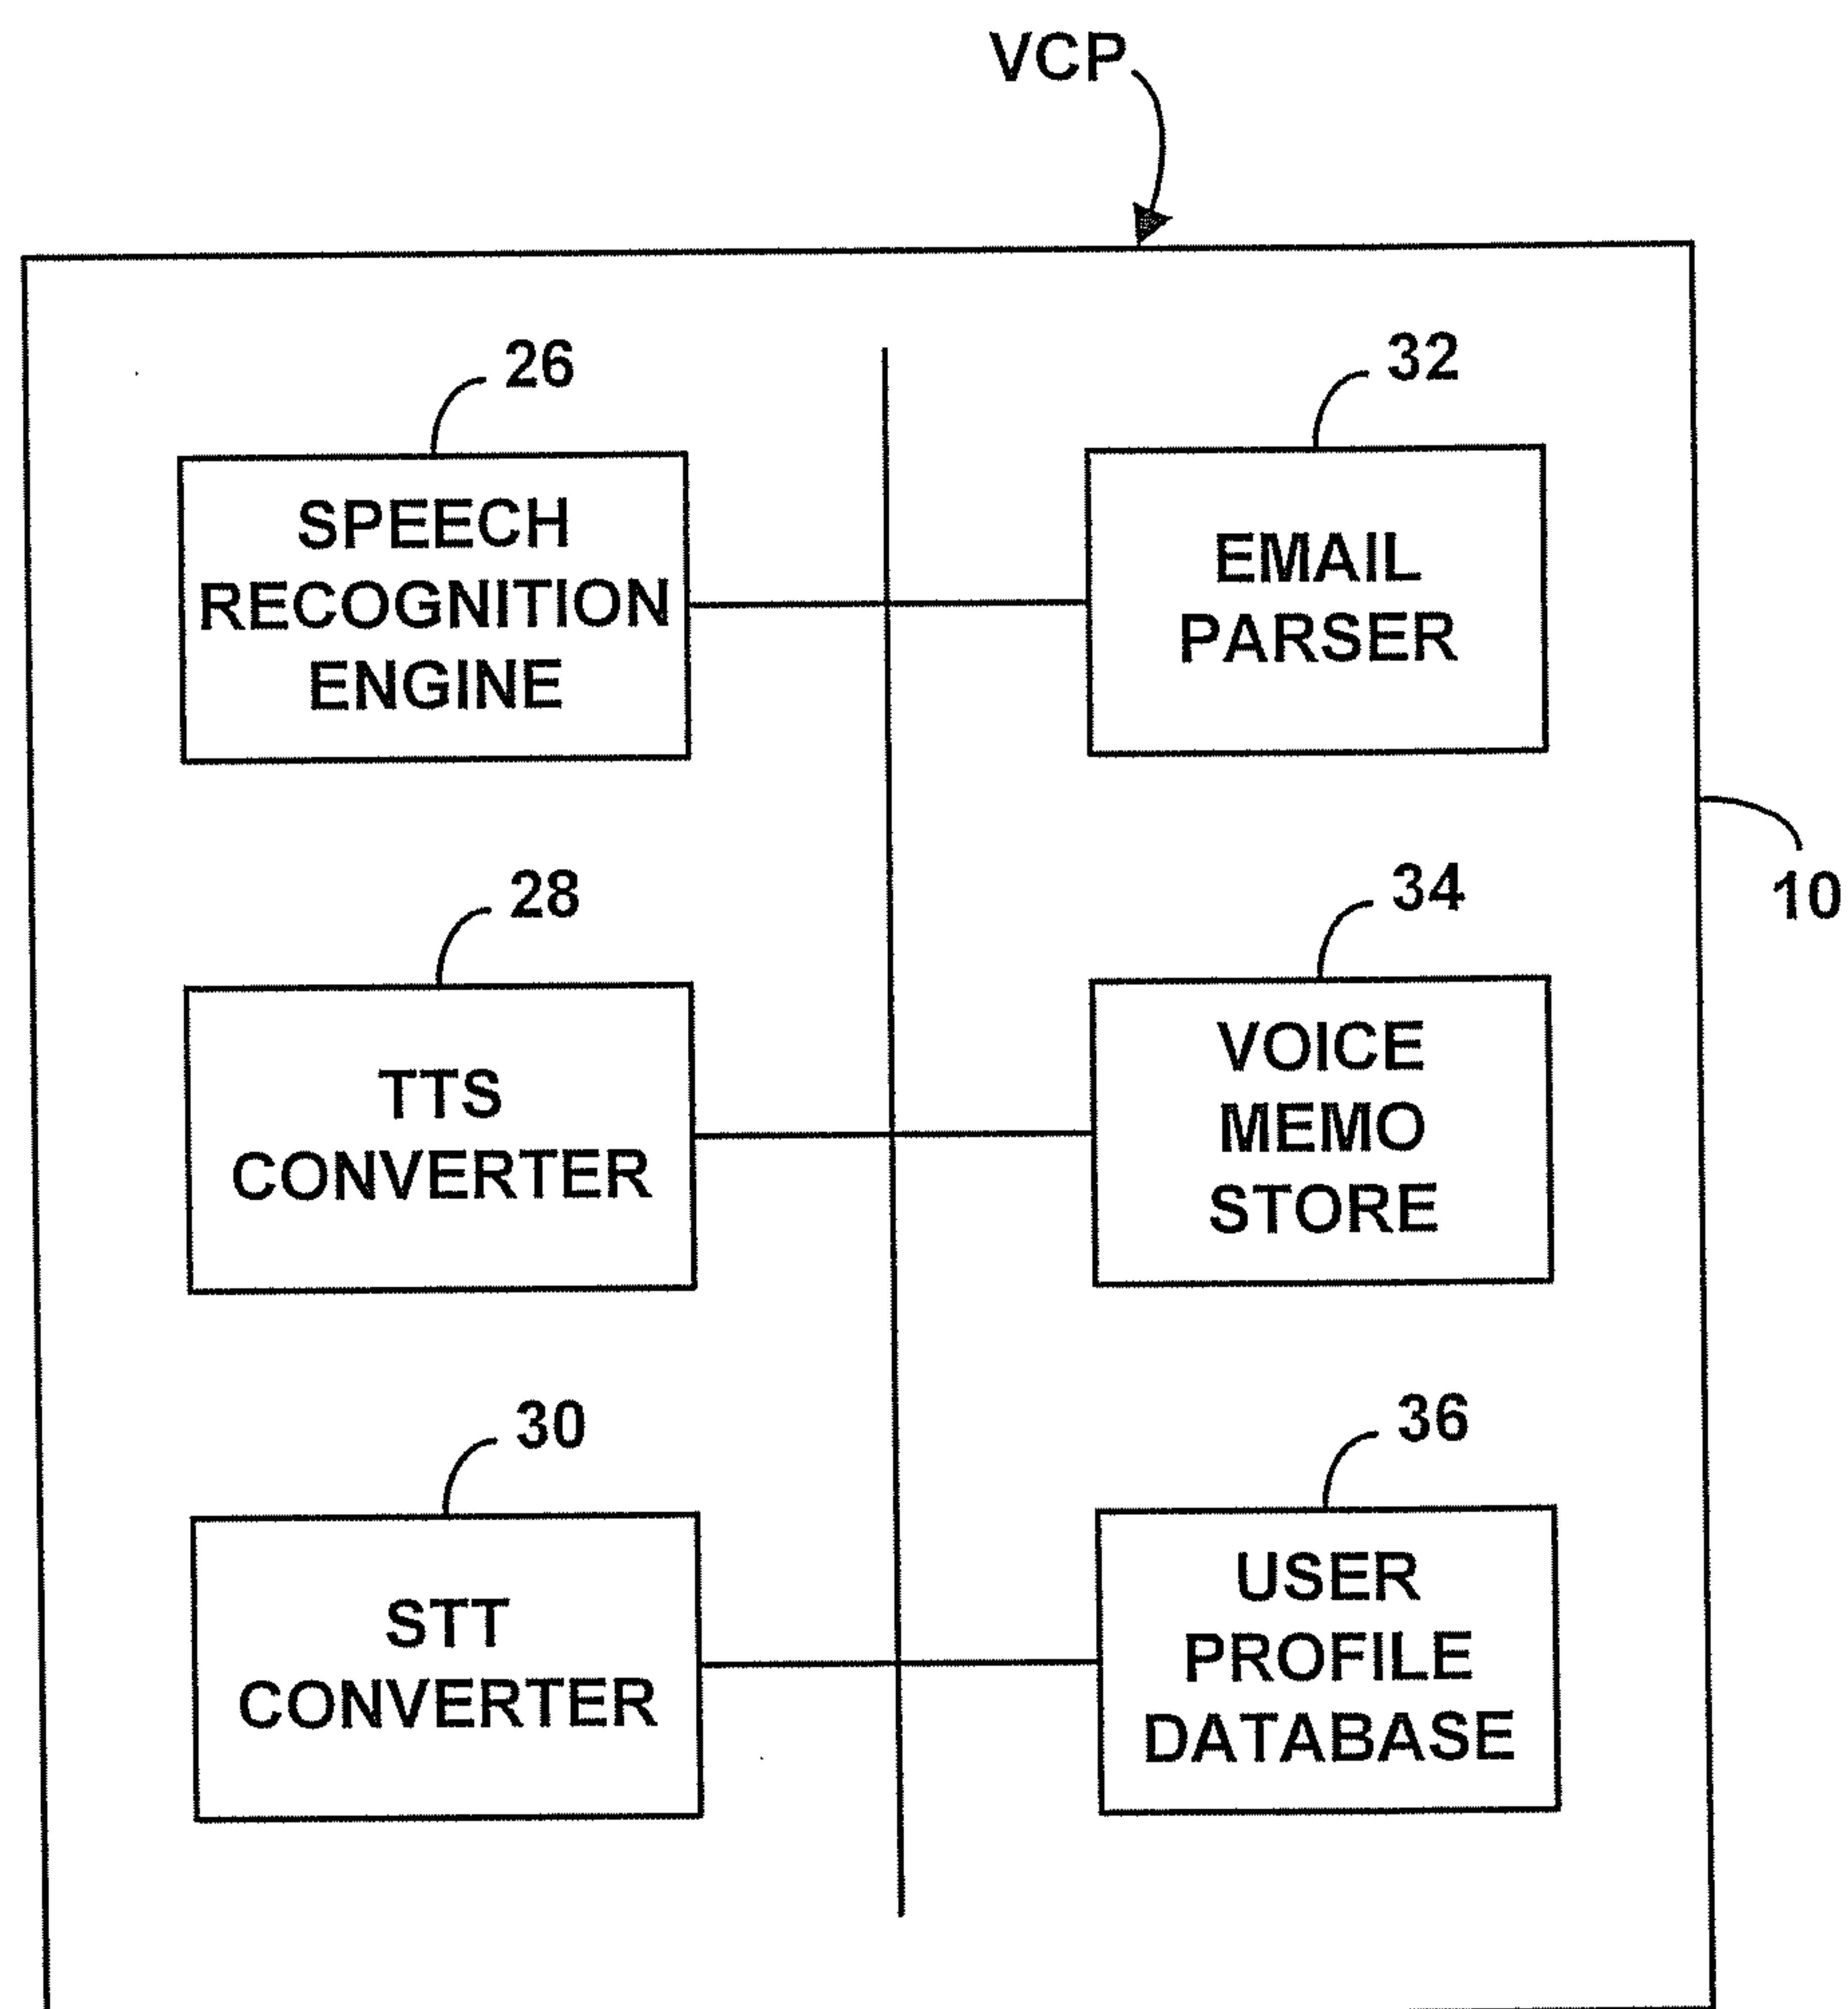 VCP
26
32
SPEECH
RECOGNITION
ENGINE
EMAIL
PARSER
10
28
34
TTS
CONVERTER
VOICE
MEMO
STORE
30
36
STT
CONVERTER
USER
PROFILE
DATABASE